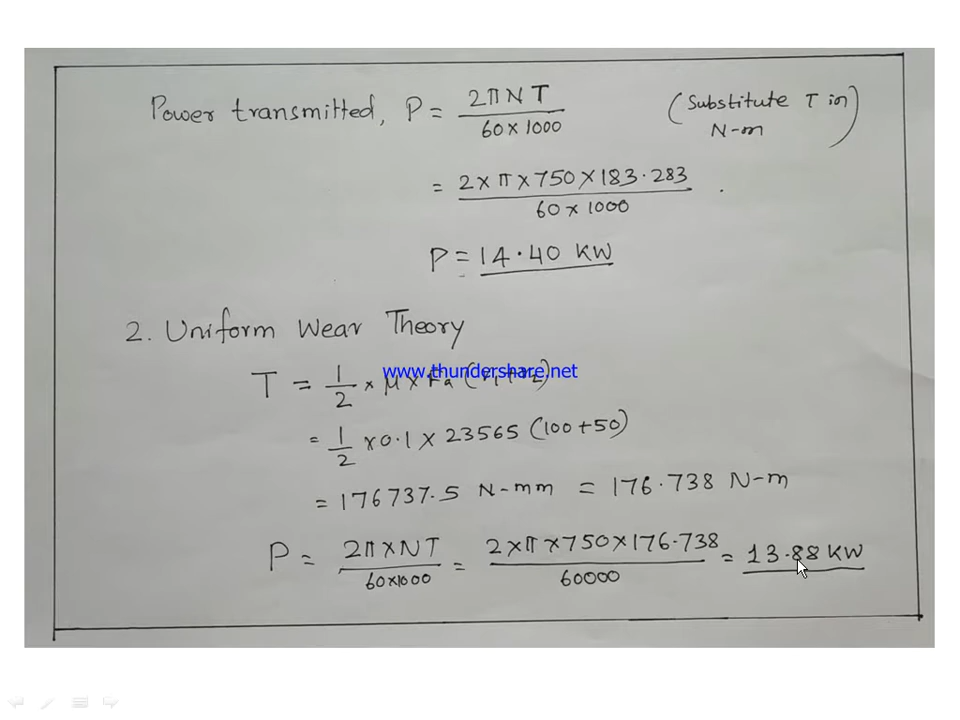 Power transmitted, P = 2πNT / 60 x 1000 (Substitute T in N-m)
= 2 x π x 750 x 183.283 / 60 x 1000
P = 14.40 KW
2. Uniform Wear Theory
T = 1/2 x μ x Fa (r1 + r2)
www.thundershare.net
= 1/2 x 0.1 x 23565 (100 + 50)
= 176737.5 N-mm = 176.738 N-m
P = 2π x NT / 60x1000 = 2 x π x 750 x 176.738 / 60000 = 13.88 KW